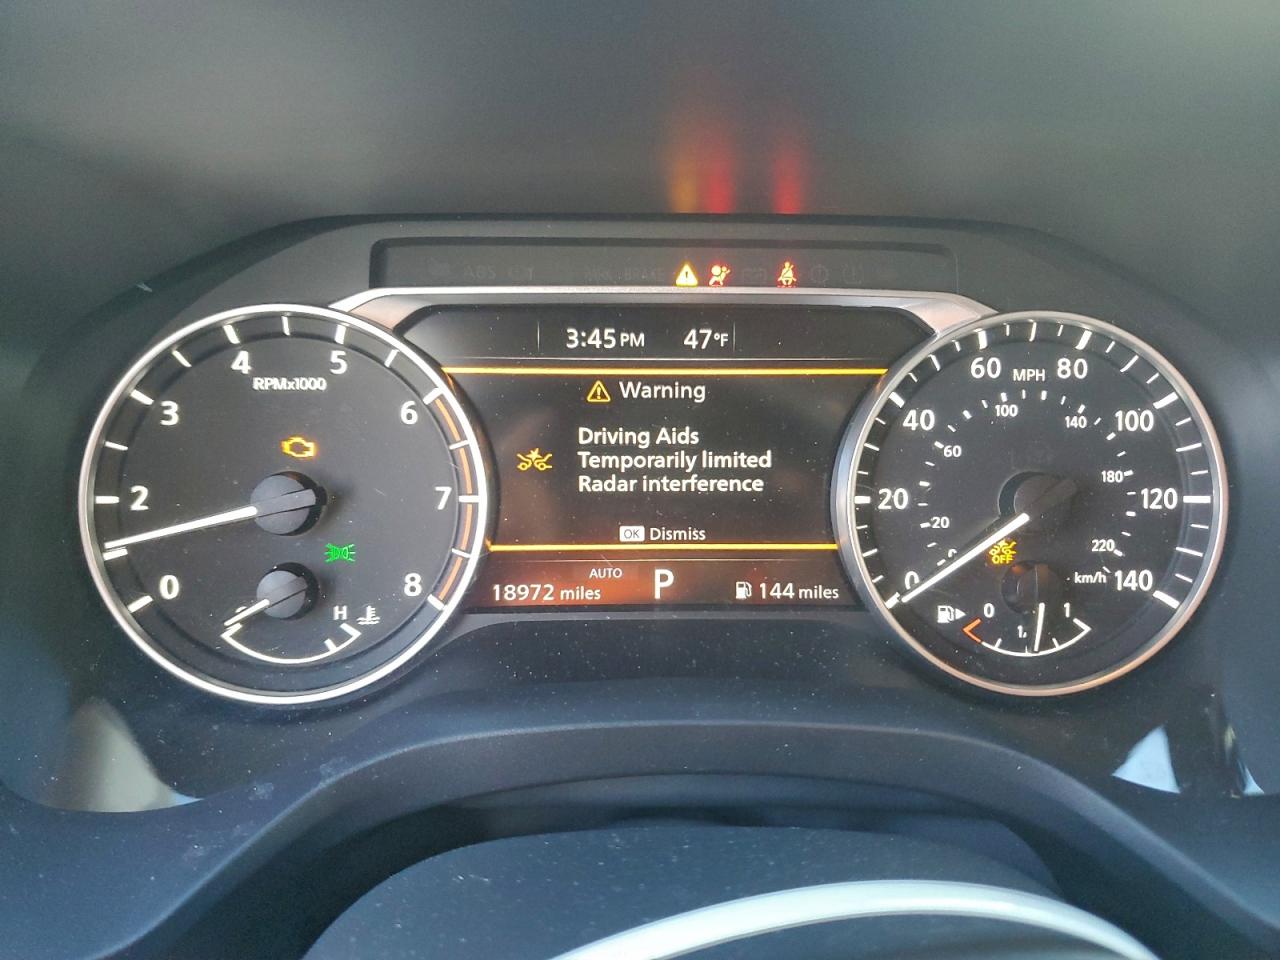 ABS
3:45 PM 47°F
Warning
Driving Aids
Temporarily limited
Radar interference
OK Dismiss
AUTO
18972 miles P 144 miles
0
2
3
4
5
6
7
8
RPMx1000
H
0
20
40
60
80
100
120
140
MPH
20
60
100
140
180
220
km/h
OFF
0
1